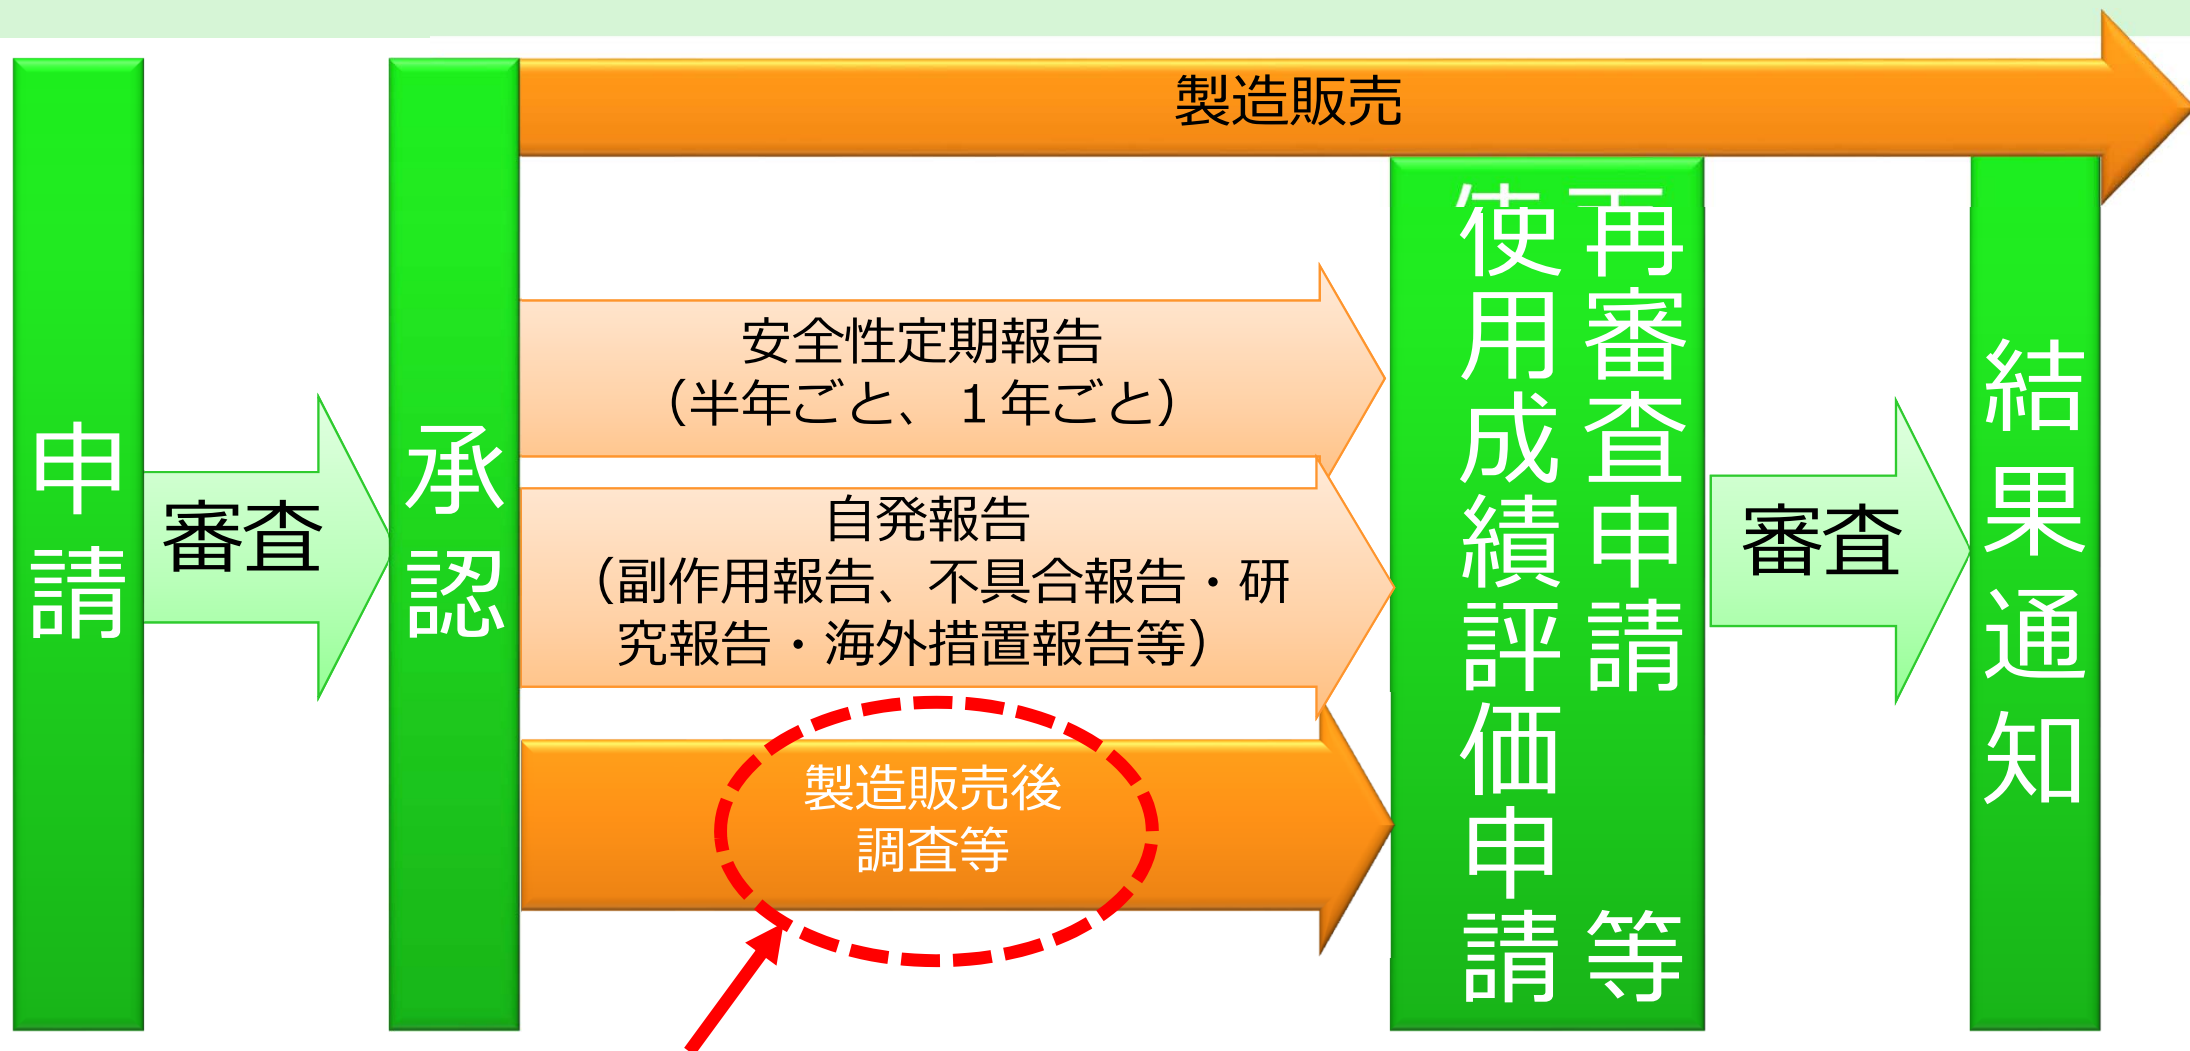 製造販売
申請
審査
承認
安全性定期報告
（半年ごと、１年ごと）
自発報告
（副作用報告、不具合報告・研
究報告・海外措置報告等）
製造販売後
調査等
再審査申請　　等
使用成績評価申請
審査
結果通知